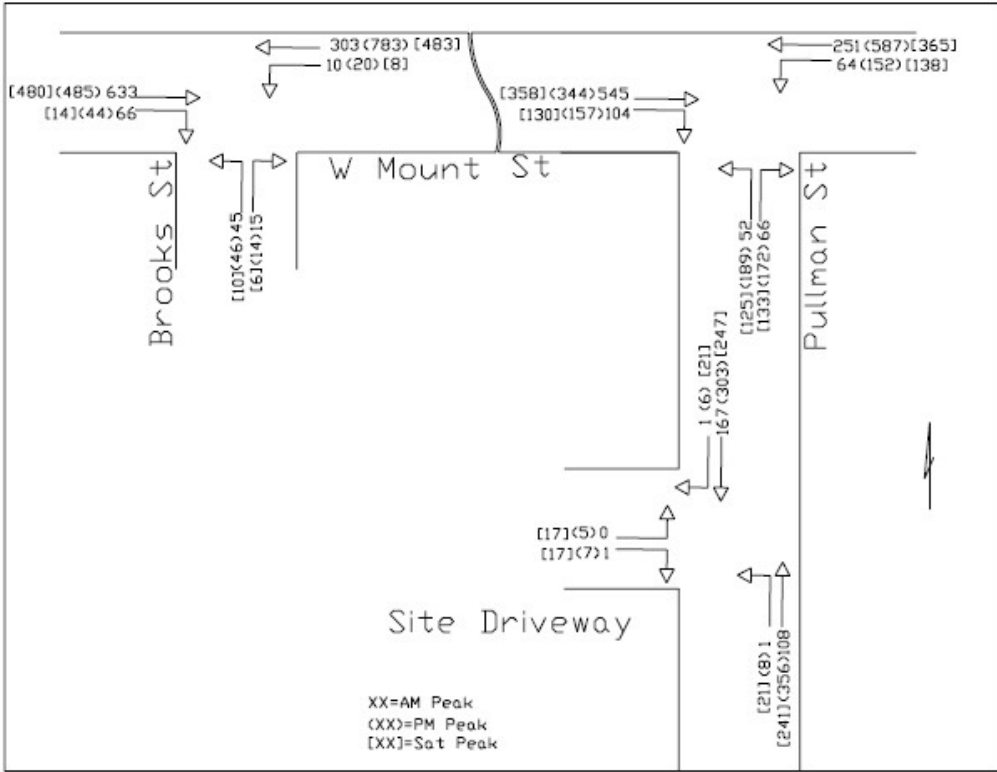 303(783)[483]
10(20)[8]
251(587)[365]
64(152)[138]
[480](485)633
[14](44)66
[358](344)545
[130](157)104
W Mount St
Brooks St
[10](46)45
[6](14)15
[125](189)52
[133](172)66
Pullman St
1(6)[21]
167(303)[247]
[17](5)0
[17](7)1
Site Driveway
[21](8)1
[241](356)108
XX=AM Peak
(XX)=PM Peak
[XX]=Sat Peak